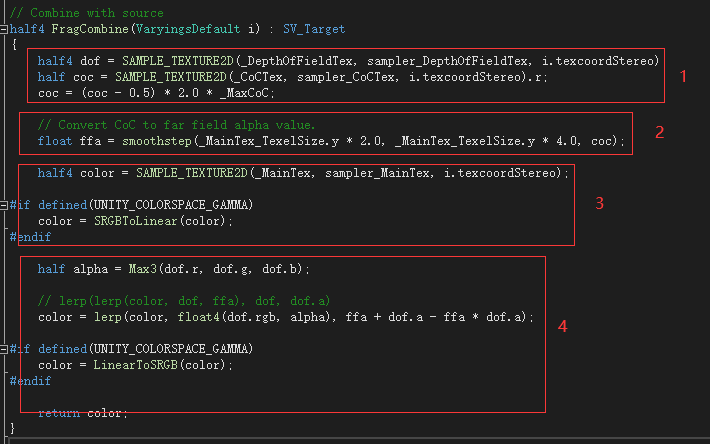 // Combine with source
half4 FragCombine(VaryingsDefault i) : SV_Target
{
half4 dof = SAMPLE_TEXTURE2D(_DepthOfFieldTex, sampler_DepthOfFieldTex, i.texcoordStereo)
half coc = SAMPLE_TEXTURE2D(_CoCTex, sampler_CoCTex, i.texcoordStereo).r;
coc = (coc - 0.5) * 2.0 * _MaxCoC;
1
// Convert CoC to far field alpha value.
float ffa = smoothstep(_MainTex_TexelSize.y * 2.0, _MainTex_TexelSize.y * 4.0, coc);
2
half4 color = SAMPLE_TEXTURE2D(_MainTex, sampler_MainTex, i.texcoordStereo);
#if defined(UNITY_COLORSPACE_GAMMA)
color = SRGBToLinear(color);
#endif
3
half alpha = Max3(dof.r, dof.g, dof.b);
// lerp(lerp(color, dof, ffa), dof, dof.a)
color = lerp(color, float4(dof.rgb, alpha), ffa + dof.a - ffa * dof.a);
4
#if defined(UNITY_COLORSPACE_GAMMA)
color = LinearToSRGB(color);
#endif
return color;
}